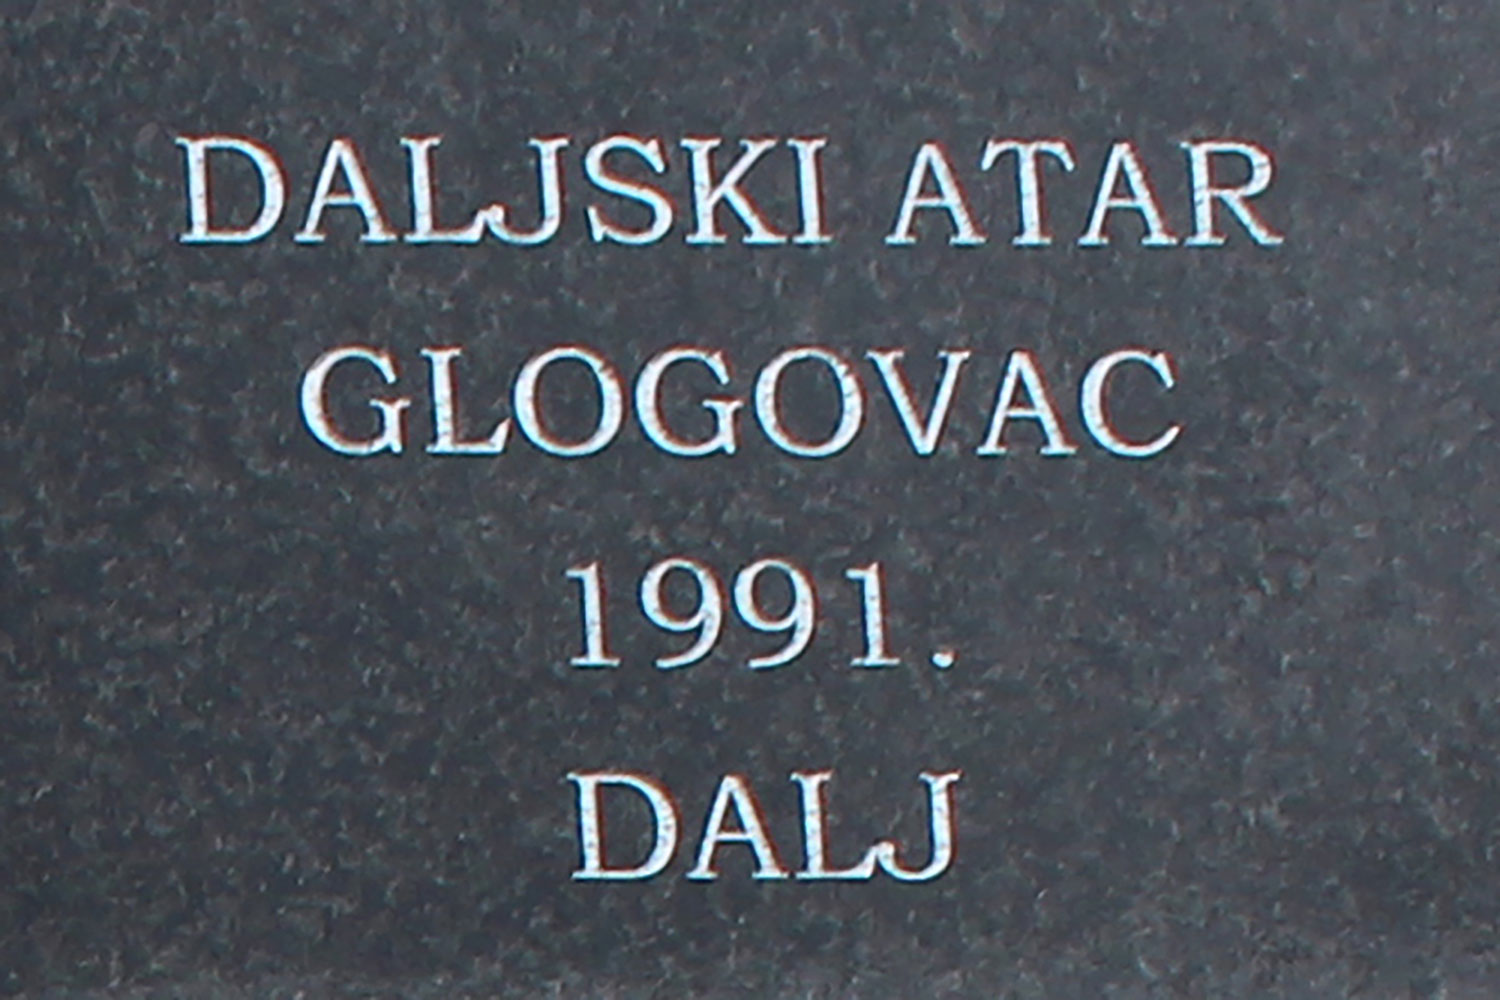 DALJSKI ATAR
GLOGOVAC
1991.
DALJ